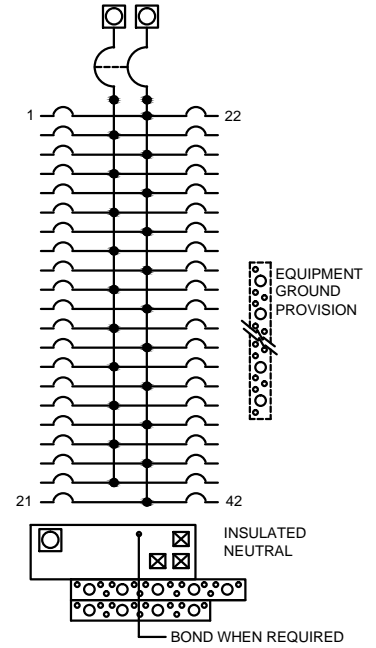 1 22
EQUIPMENT
GROUND
PROVISION
21 42
INSULATED
NEUTRAL
BOND WHEN REQUIRED